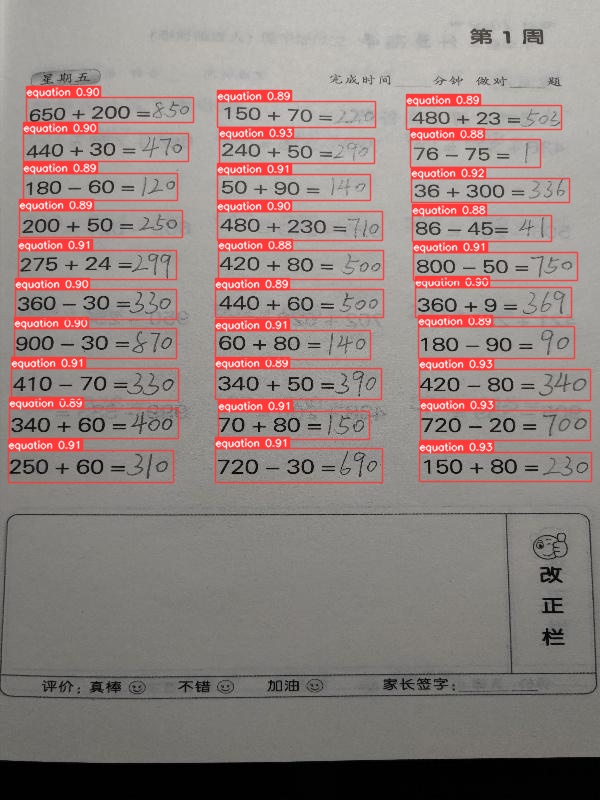 第 1 周
星期五 完成时间 分钟 做对 题
equation 0.90 equation 0.89 equation 0.89
650 + 200 = 850 150 + 70 = 220 480 + 23 = 503
equation 0.90 equation 0.93 equation 0.88
440 + 30 = 470 240 + 50 = 290 76 - 75 = 1
equation 0.89 equation 0.91 equation 0.92
180 - 60 = 120 50 + 90 = 140 36 + 300 = 336
equation 0.89 equation 0.90 equation 0.88
200 + 50 = 250 480 + 230 = 710 86 - 45 = 41
equation 0.91 equation 0.88 equation 0.91
275 + 24 = 299 420 + 80 = 500 800 - 50 = 750
equation 0.90 equation 0.89 equation 0.90
360 - 30 = 330 440 + 60 = 500 360 + 9 = 369
equation 0.90 equation 0.91 equation 0.89
900 - 30 = 870 60 + 80 = 140 180 - 90 = 90
equation 0.91 equation 0.89 equation 0.93
410 - 70 = 330 340 + 50 = 390 420 - 80 = 340
equation 0.89 equation 0.91 equation 0.93
340 + 60 = 400 70 + 80 = 150 720 - 20 = 700
equation 0.91 equation 0.91 equation 0.93
250 + 60 = 310 720 - 30 = 690 150 + 80 = 230
改
正
栏
评价: 真棒 不错 加油 家长签字: